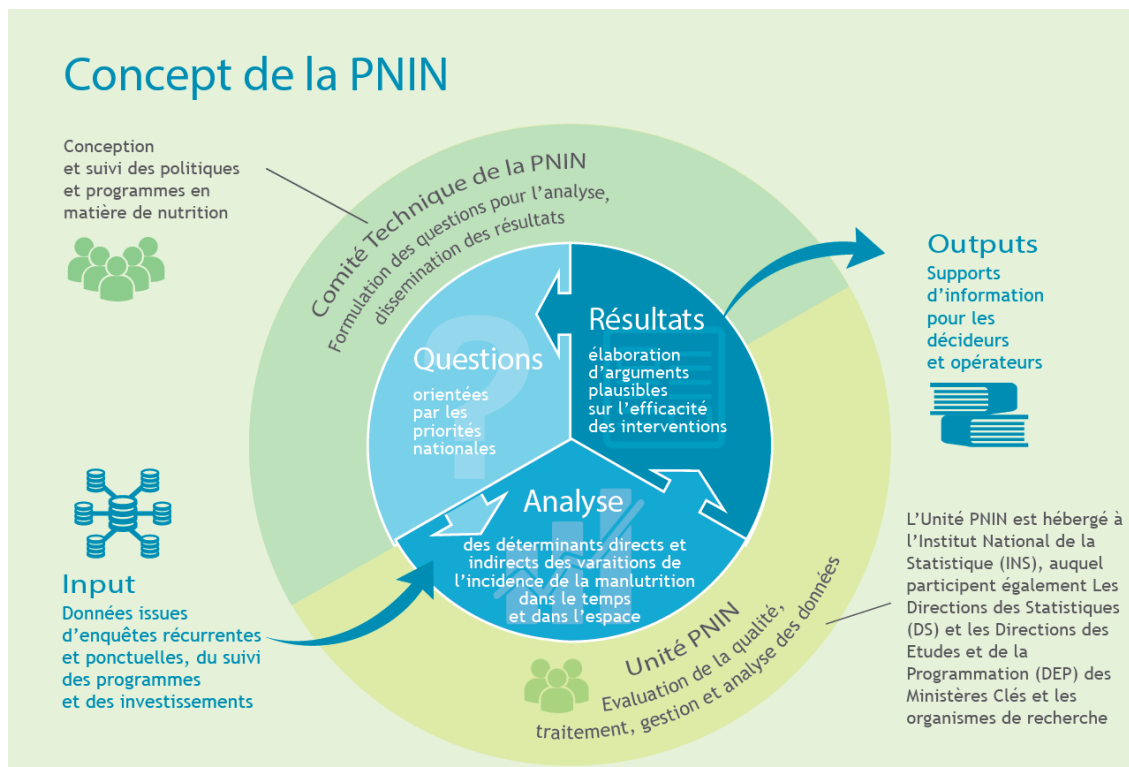 Concept de la PNIN
Conception
et suivi des politiques
et programmes en
matière de nutrition
Comité Technique de la PNIN
Formulation des questions pour l'analyse,
dissemination des résultats
Questions
orientées
par les
priorités
nationales
Résultats
élaboration
d'arguments
plausibles
sur l'efficacité
des interventions
Outputs
Supports
d'information
pour les
décideurs
et opérateurs
Analyse
des déterminants directs et
indirects des varaitions de
l'incidence de la manlutrition
dans le temps
et dans l'espace
Input
Données issues
d'enquêtes récurrentes
et ponctuelles, du suivi
des programmes
et des investissements
Unité PNIN
Evaluation de la qualité,
traitement, gestion et analyse des données
L'Unité PNIN est hébergé à
l'Institut National de la
Statistique (INS), auquel
participent également Les
Directions des Statistiques
(DS) et les Directions des
Etudes et de la
Programmation (DEP) des
Ministères Clés et les
organismes de recherche